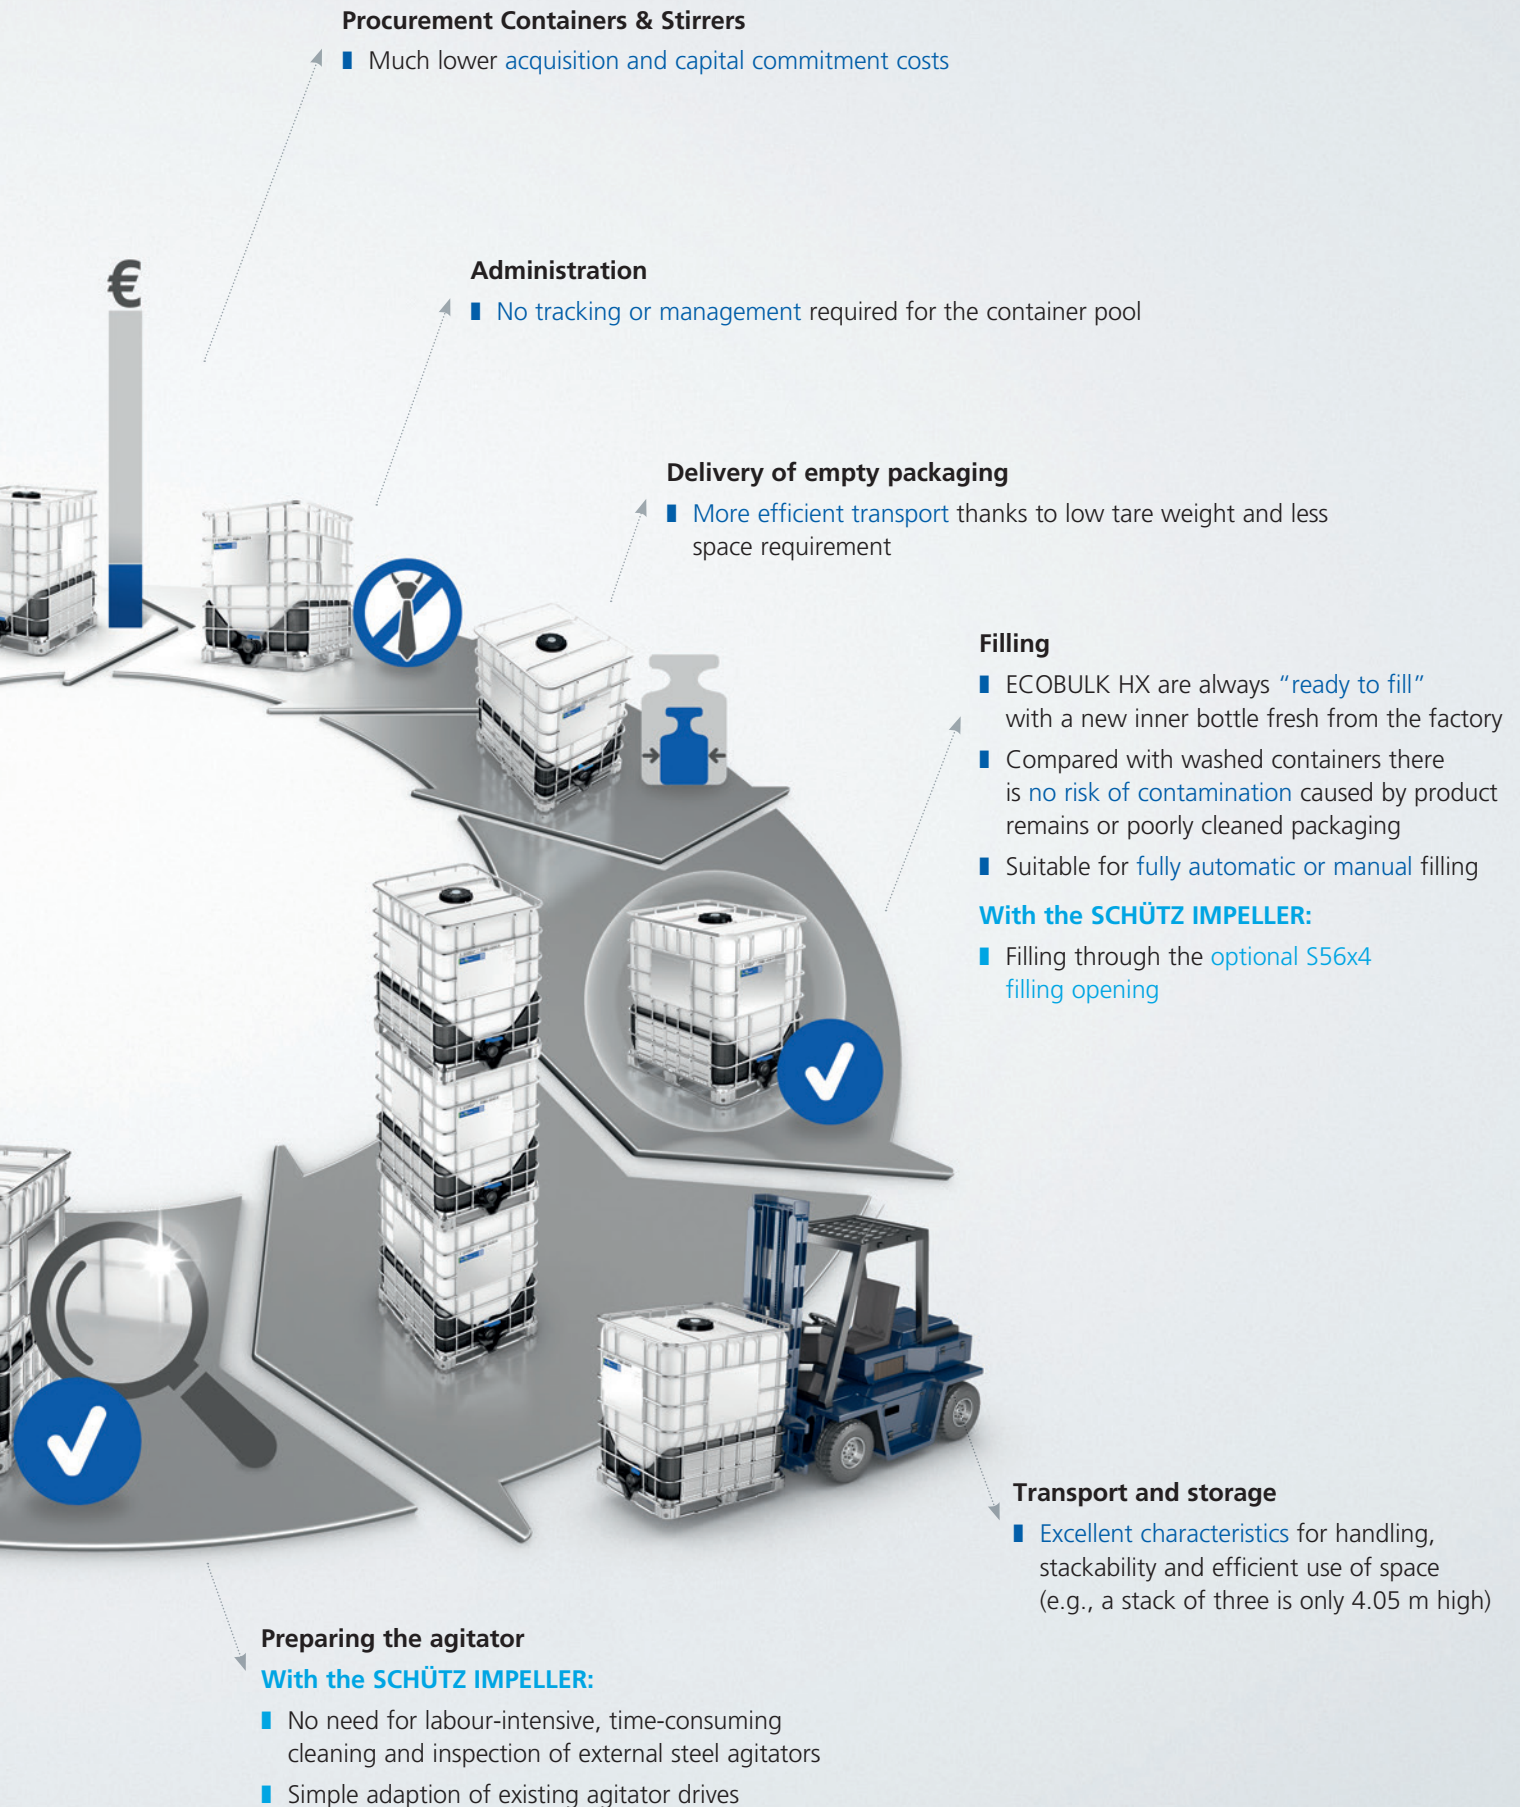 Procurement Containers & Stirrers
Much lower acquisition and capital commitment costs
€
Administration
No tracking or management required for the container pool
Delivery of empty packaging
More efficient transport thanks to low tare weight and less
space requirement
Filling
ECOBULK HX are always “ready to fill”
with a new inner bottle fresh from the factory
Compared with washed containers there
is no risk of contamination caused by product
remains or poorly cleaned packaging
Suitable for fully automatic or manual filling
With the SCHÜTZ IMPELLER:
Filling through the optional S56x4
filling opening
Transport and storage
Excellent characteristics for handling,
stackability and efficient use of space
(e.g., a stack of three is only 4.05 m high)
Preparing the agitator
With the SCHÜTZ IMPELLER:
No need for labour-intensive, time-consuming
cleaning and inspection of external steel agitators
Simple adaption of existing agitator drives